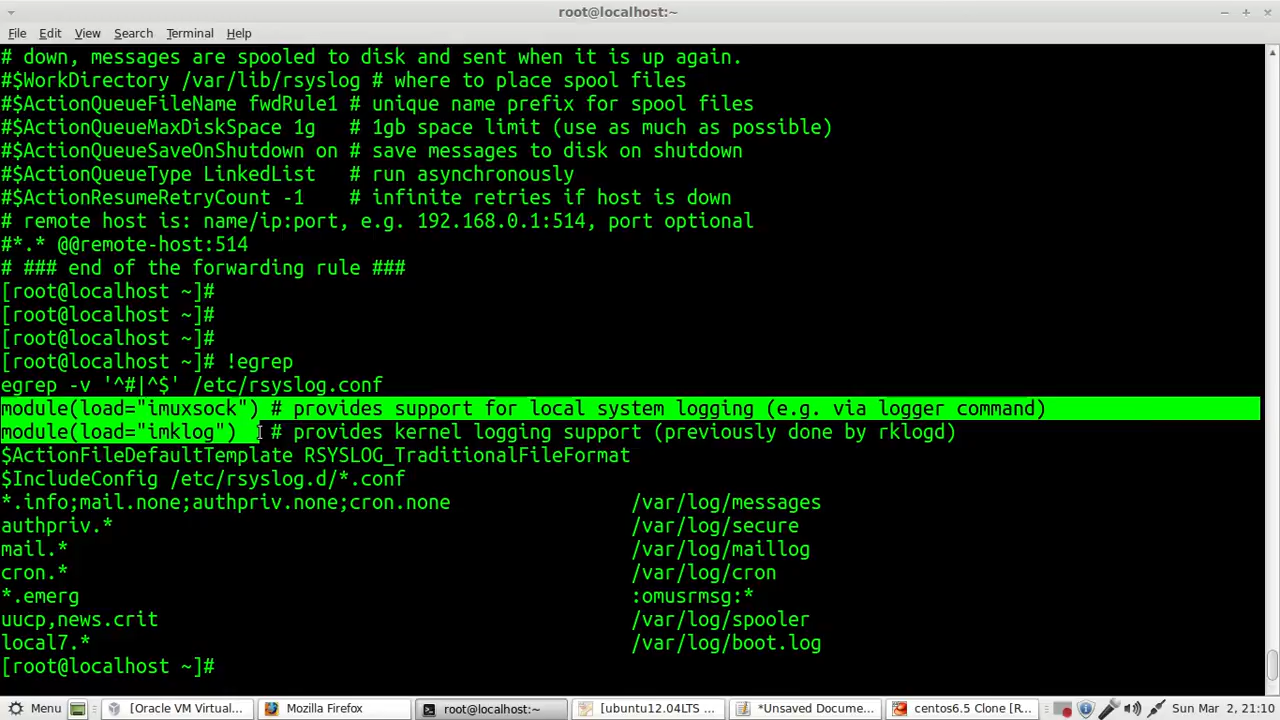 root@localhost:~
File Edit View Search Terminal Help
# down, messages are spooled to disk and sent when it is up again.
#$WorkDirectory /var/lib/rsyslog # where to place spool files
#$ActionQueueFileName fwdRule1 # unique name prefix for spool files
#$ActionQueueMaxDiskSpace 1g   # 1gb space limit (use as much as possible)
#$ActionQueueSaveOnShutdown on # save messages to disk on shutdown
#$ActionQueueType LinkedList   # run asynchronously
#$ActionResumeRetryCount -1    # infinite retries if host is down
# remote host is: name/ip:port, e.g. 192.168.0.1:514, port optional
#*.* @@remote-host:514
# ### end of the forwarding rule ###
[root@localhost ~]#
[root@localhost ~]#
[root@localhost ~]#
[root@localhost ~]# !egrep
egrep -v '^#|^$' /etc/rsyslog.conf
module(load="imuxsock") # provides support for local system logging (e.g. via logger command)
module(load="imklog")   # provides kernel logging support (previously done by rklogd)
$ActionFileDefaultTemplate RSYSLOG_TraditionalFileFormat
$IncludeConfig /etc/rsyslog.d/*.conf
*.info;mail.none;authpriv.none;cron.none                /var/log/messages
authpriv.*                                              /var/log/secure
mail.*                                                  /var/log/maillog
cron.*                                                  /var/log/cron
*.emerg                                                 :omusrmsg:*
uucp,news.crit                                          /var/log/spooler
local7.*                                                /var/log/boot.log
[root@localhost ~]#
Menu [Oracle VM Virtual... Mozilla Firefox root@localhost:~ [ubuntu12.04LTS ... *Unsaved Docume... centos6.5 Clone [R... Sun Mar 2, 21:10